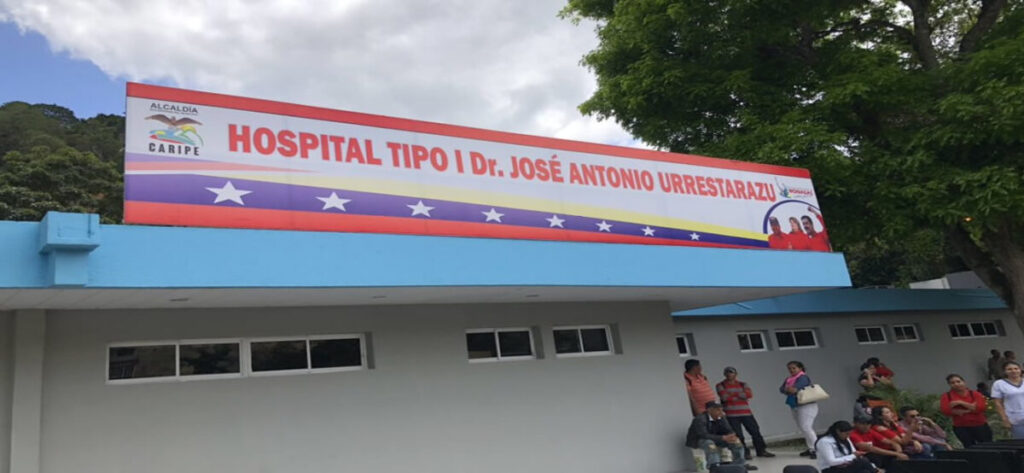 ALCALDÍA
CARIPE
HOSPITAL TIPO I Dr. JOSÉ ANTONIO URRESTARAZU